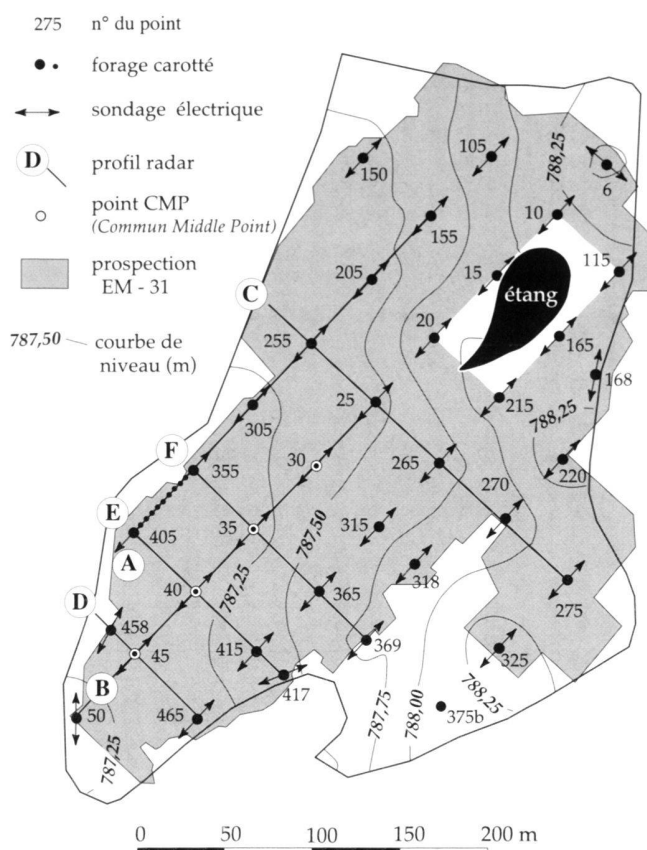 275 n° du point
forage carotté
sondage électrique
D profil radar
point CMP
(Commun Middle Point)
prospection
EM - 31
787,50 courbe de
niveau (m)
150
105
788,25
6
155
10
205
15
115
étang
C
20
255
165
168
25
215
788,25
305
F
30
265
220
355
270
E
35
315
787,50
405
A
318
40
787,25
365
275
D
458
369
45
415
325
B
417
787,75
788,00
788,25
50
465
375b
787,25
0 50 100 150 200 m